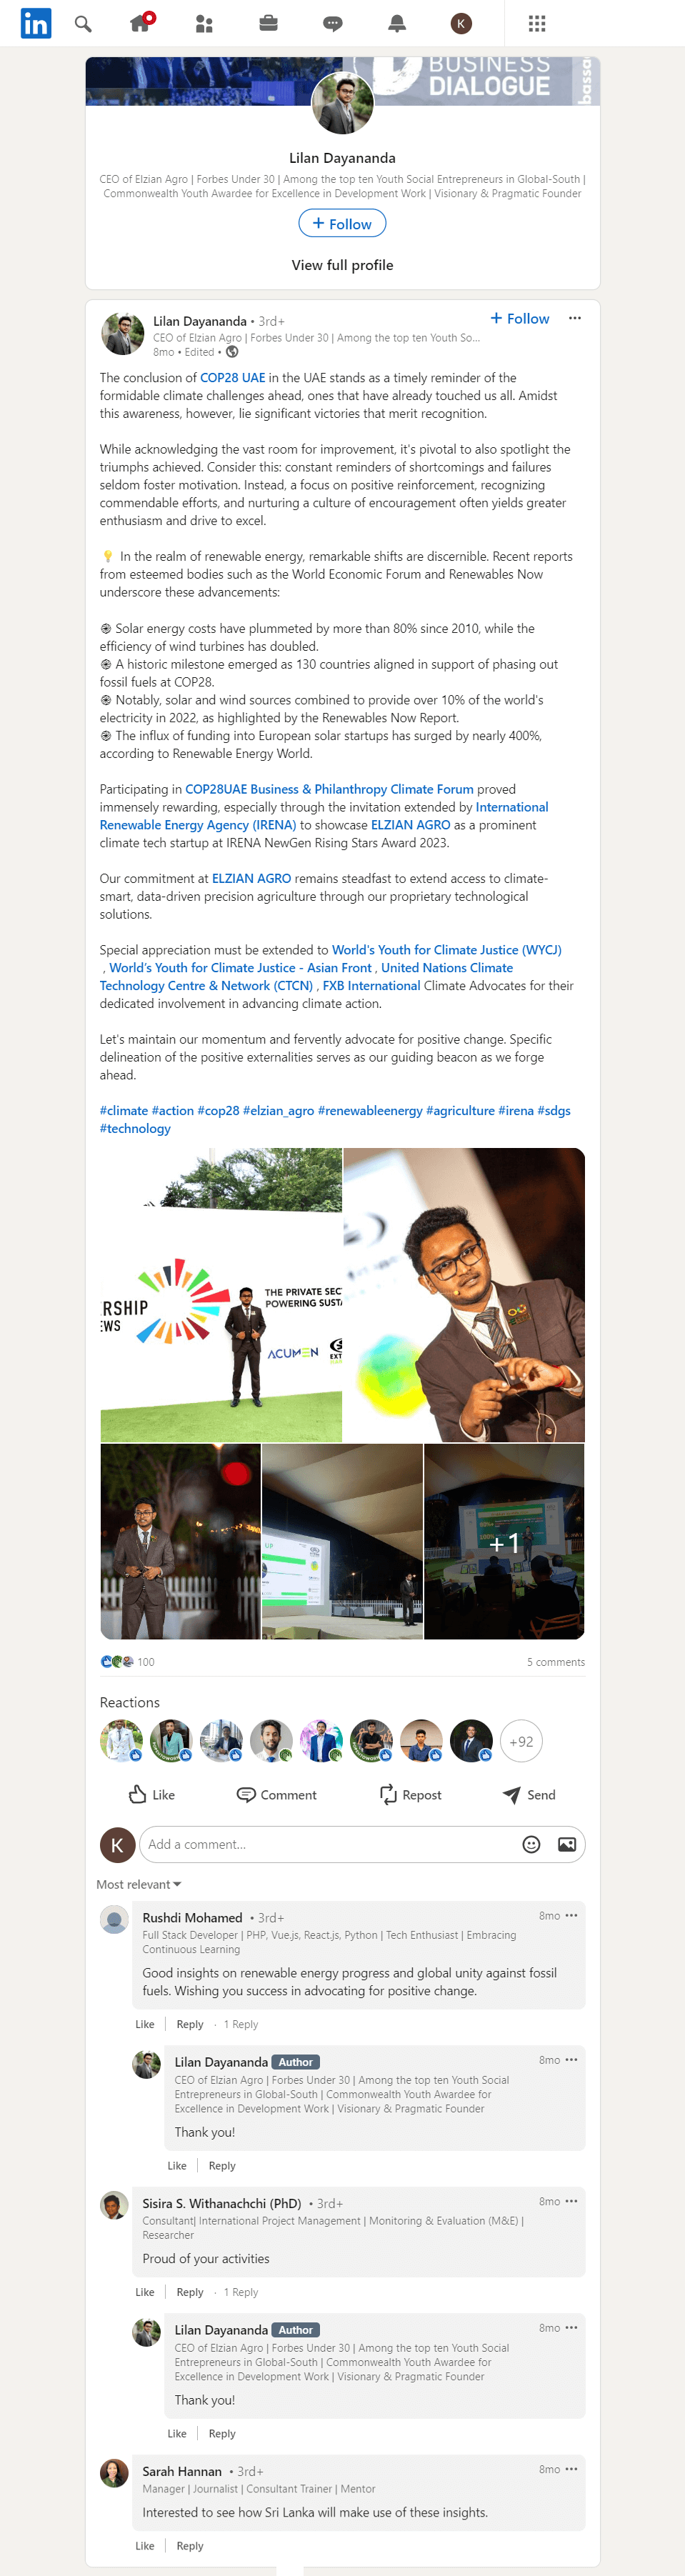 in
K
BUSINESS
DIALOGUE
bassa
Lilan Dayananda
CEO of Elzian Agro | Forbes Under 30 | Among the top ten Youth Social Entrepreneurs in Global-South |
Commonwealth Youth Awardee for Excellence in Development Work | Visionary & Pragmatic Founder
+ Follow
View full profile
Lilan Dayananda • 3rd+
+ Follow ...
CEO of Elzian Agro | Forbes Under 30 | Among the top ten Youth So...
8mo • Edited •
The conclusion of COP28 UAE in the UAE stands as a timely reminder of the
formidable climate challenges ahead, ones that have already touched us all. Amidst
this awareness, however, lie significant victories that merit recognition.
While acknowledging the vast room for improvement, it's pivotal to also spotlight the
triumphs achieved. Consider this: constant reminders of shortcomings and failures
seldom foster motivation. Instead, a focus on positive reinforcement, recognizing
commendable efforts, and nurturing a culture of encouragement often yields greater
enthusiasm and drive to excel.
💡 In the realm of renewable energy, remarkable shifts are discernible. Recent reports
from esteemed bodies such as the World Economic Forum and Renewables Now
underscore these advancements:
֎ Solar energy costs have plummeted by more than 80% since 2010, while the
efficiency of wind turbines has doubled.
֎ A historic milestone emerged as 130 countries aligned in support of phasing out
fossil fuels at COP28.
֎ Notably, solar and wind sources combined to provide over 10% of the world's
electricity in 2022, as highlighted by the Renewables Now Report.
֎ The influx of funding into European solar startups has surged by nearly 400%,
according to Renewable Energy World.
Participating in COP28UAE Business & Philanthropy Climate Forum proved
immensely rewarding, especially through the invitation extended by International
Renewable Energy Agency (IRENA) to showcase ELZIAN AGRO as a prominent
climate tech startup at IRENA NewGen Rising Stars Award 2023.
Our commitment at ELZIAN AGRO remains steadfast to extend access to climate-
smart, data-driven precision agriculture through our proprietary technological
solutions.
Special appreciation must be extended to World's Youth for Climate Justice (WYCJ)
, World's Youth for Climate Justice - Asian Front , United Nations Climate
Technology Centre & Network (CTCN) , FXB International Climate Advocates for their
dedicated involvement in advancing climate action.
Let's maintain our momentum and fervently advocate for positive change. Specific
delineation of the positive externalities serves as our guiding beacon as we forge
ahead.
#climate #action #cop28 #elzian_agro #renewableenergy #agriculture #irena #sdgs
#technology
RSHIP
EWS
THE PRIVATE SEC
POWERING SUSTA
ACUMEN
EXT
+1
100
5 comments
Reactions
+92
Like
Comment
Repost
Send
K
Add a comment...
Most relevant
Rushdi Mohamed • 3rd+
8mo ...
Full Stack Developer | PHP, Vue.js, React.js, Python | Tech Enthusiast | Embracing
Continuous Learning
Good insights on renewable energy progress and global unity against fossil
fuels. Wishing you success in advocating for positive change.
Like | Reply · 1 Reply
Lilan Dayananda Author
8mo ...
CEO of Elzian Agro | Forbes Under 30 | Among the top ten Youth Social
Entrepreneurs in Global-South | Commonwealth Youth Awardee for
Excellence in Development Work | Visionary & Pragmatic Founder
Thank you!
Like | Reply
Sisira S. Withanachchi (PhD) • 3rd+
8mo ...
Consultant| International Project Management | Monitoring & Evaluation (M&E) |
Researcher
Proud of your activities
Like | Reply · 1 Reply
Lilan Dayananda Author
8mo ...
CEO of Elzian Agro | Forbes Under 30 | Among the top ten Youth Social
Entrepreneurs in Global-South | Commonwealth Youth Awardee for
Excellence in Development Work | Visionary & Pragmatic Founder
Thank you!
Like | Reply
Sarah Hannan • 3rd+
8mo ...
Manager | Journalist | Consultant Trainer | Mentor
Interested to see how Sri Lanka will make use of these insights.
Like | Reply